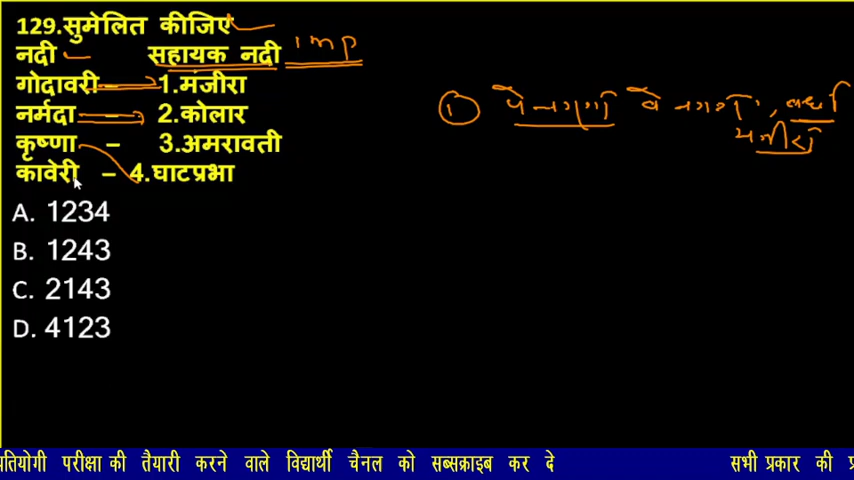 129.सुमेलित कीजिए
नदी सहायक नदी imp
गोदावरी – 1.मंजीरा
नर्मदा – 2.कोलार
कृष्णा – 3.अमरावती
कावेरी – 4.घाटप्रभा
A. 1234
B. 1243
C. 2143
D. 4123
1
प्रतियोगी परीक्षा की तैयारी करने वाले विद्यार्थी चैनल को सब्सक्राइब कर दे सभी प्रकार की